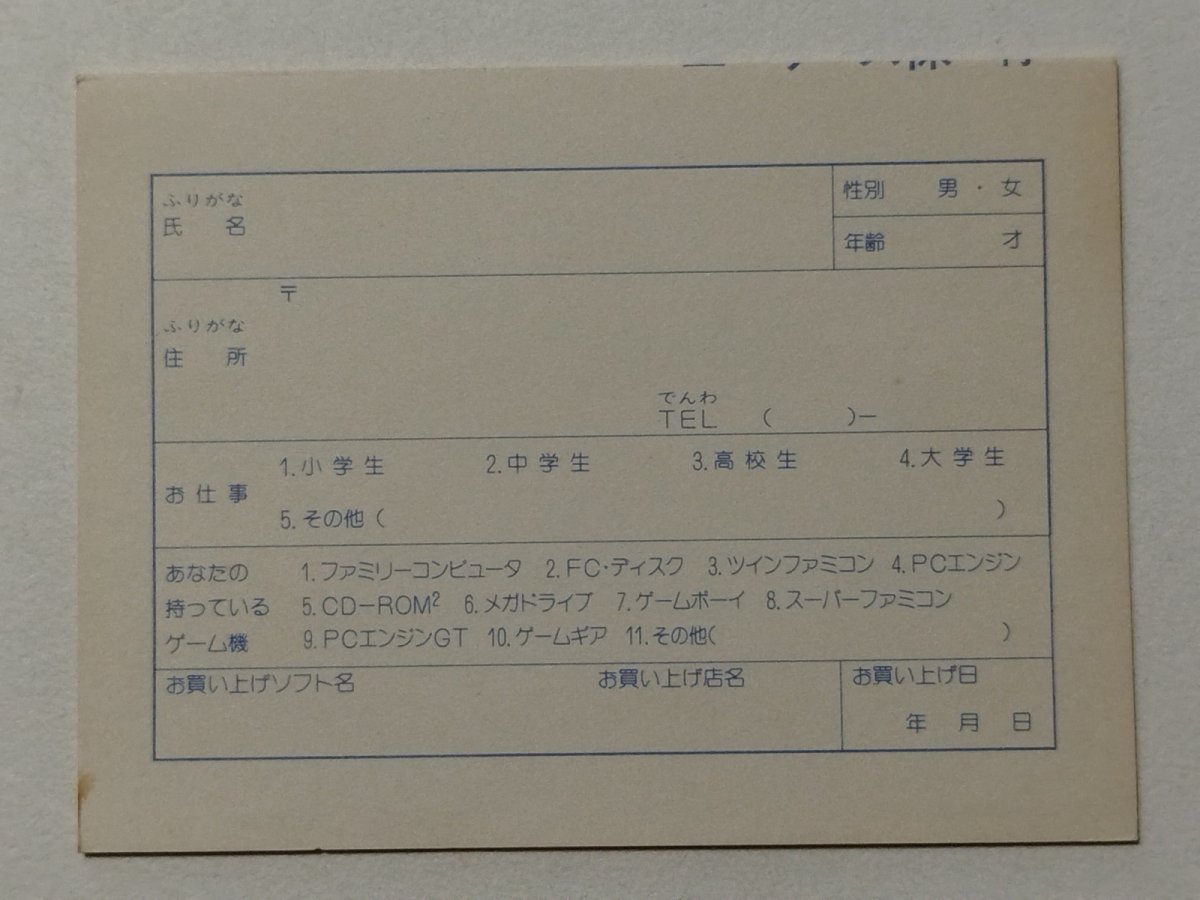 ふりがな
氏 名
性別 男・女
年齢 才
〒
ふりがな
住 所
でんわ
TEL ( )ー
お仕事
1.小学生 2.中学生 3.高校生 4.大学生
5.その他( )
あなたの持っているゲーム機
1.ファミリーコンピュータ 2.FC・ディスク 3.ツインファミコン 4.PCエンジン
5.CD-ROM² 6.メガドライブ 7.ゲームボーイ 8.スーパーファミコン
9.PCエンジンGT 10.ゲームギア 11.その他( )
お買い上げソフト名
お買い上げ店名
お買い上げ日
年 月 日